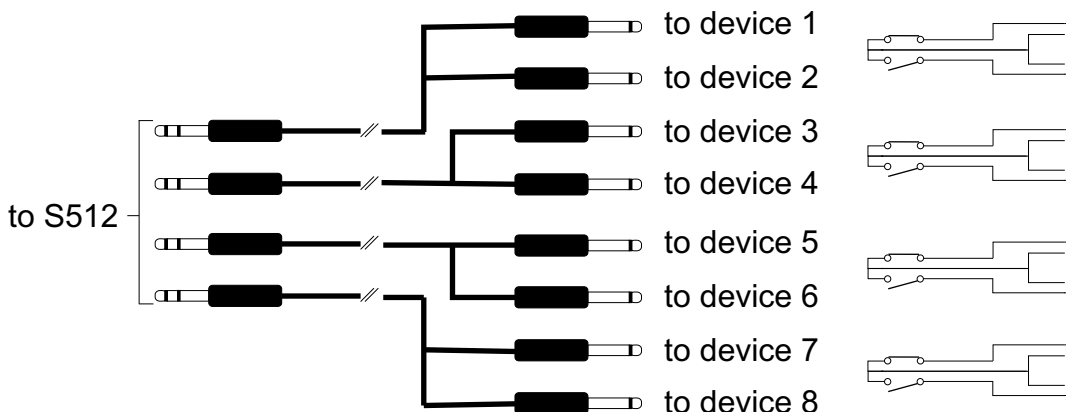 to device 1
to device 2
to device 3
to device 4
to S512
to device 5
to device 6
to device 7
to device 8